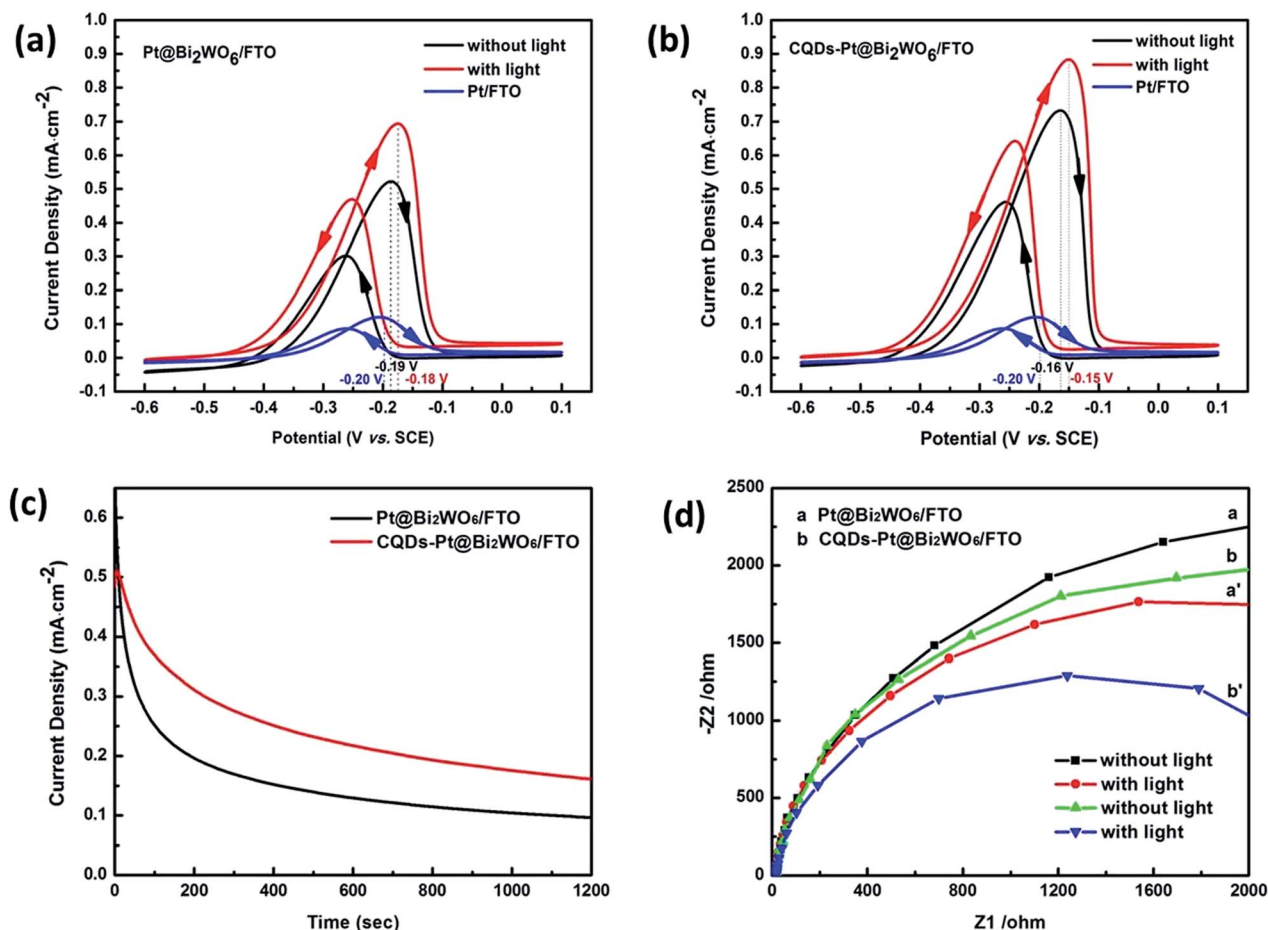 (a)
Pt@Bi2WO6/FTO
without light
with light
Pt/FTO
Current Density (mA·cm-2)
1.0
0.9
0.8
0.7
0.6
0.5
0.4
0.3
0.2
0.1
0.0
-0.1
-0.19 V
-0.20 V
-0.18 V
-0.6 -0.5 -0.4 -0.3 -0.2 -0.1 0.0 0.1
Potential (V vs. SCE)
(b)
CQDs-Pt@Bi2WO6/FTO
without light
with light
Pt/FTO
Current Density (mA·cm-2
1.0
0.9
0.8
0.7
0.6
0.5
0.4
0.3
0.2
0.1
0.0
-0.1
-0.16 V
-0.20 V
-0.15 V
-0.6 -0.5 -0.4 -0.3 -0.2 -0.1 0.0 0.1
Potential (V vs. SCE)
(c)
Pt@Bi2WO6/FTO
CQDs-Pt@Bi2WO6/FTO
Current Density (mA·cm-2)
0.6
0.5
0.4
0.3
0.2
0.1
0.0
0 200 400 600 800 1000 1200
Time (sec)
(d)
a Pt@Bi2WO6/FTO
b CQDs-Pt@Bi2WO6/FTO
a
b
a'
b'
without light
with light
without light
with light
-Z2 /ohm
2500
2000
1500
1000
500
0
0 400 800 1200 1600 2000
Z1 /ohm